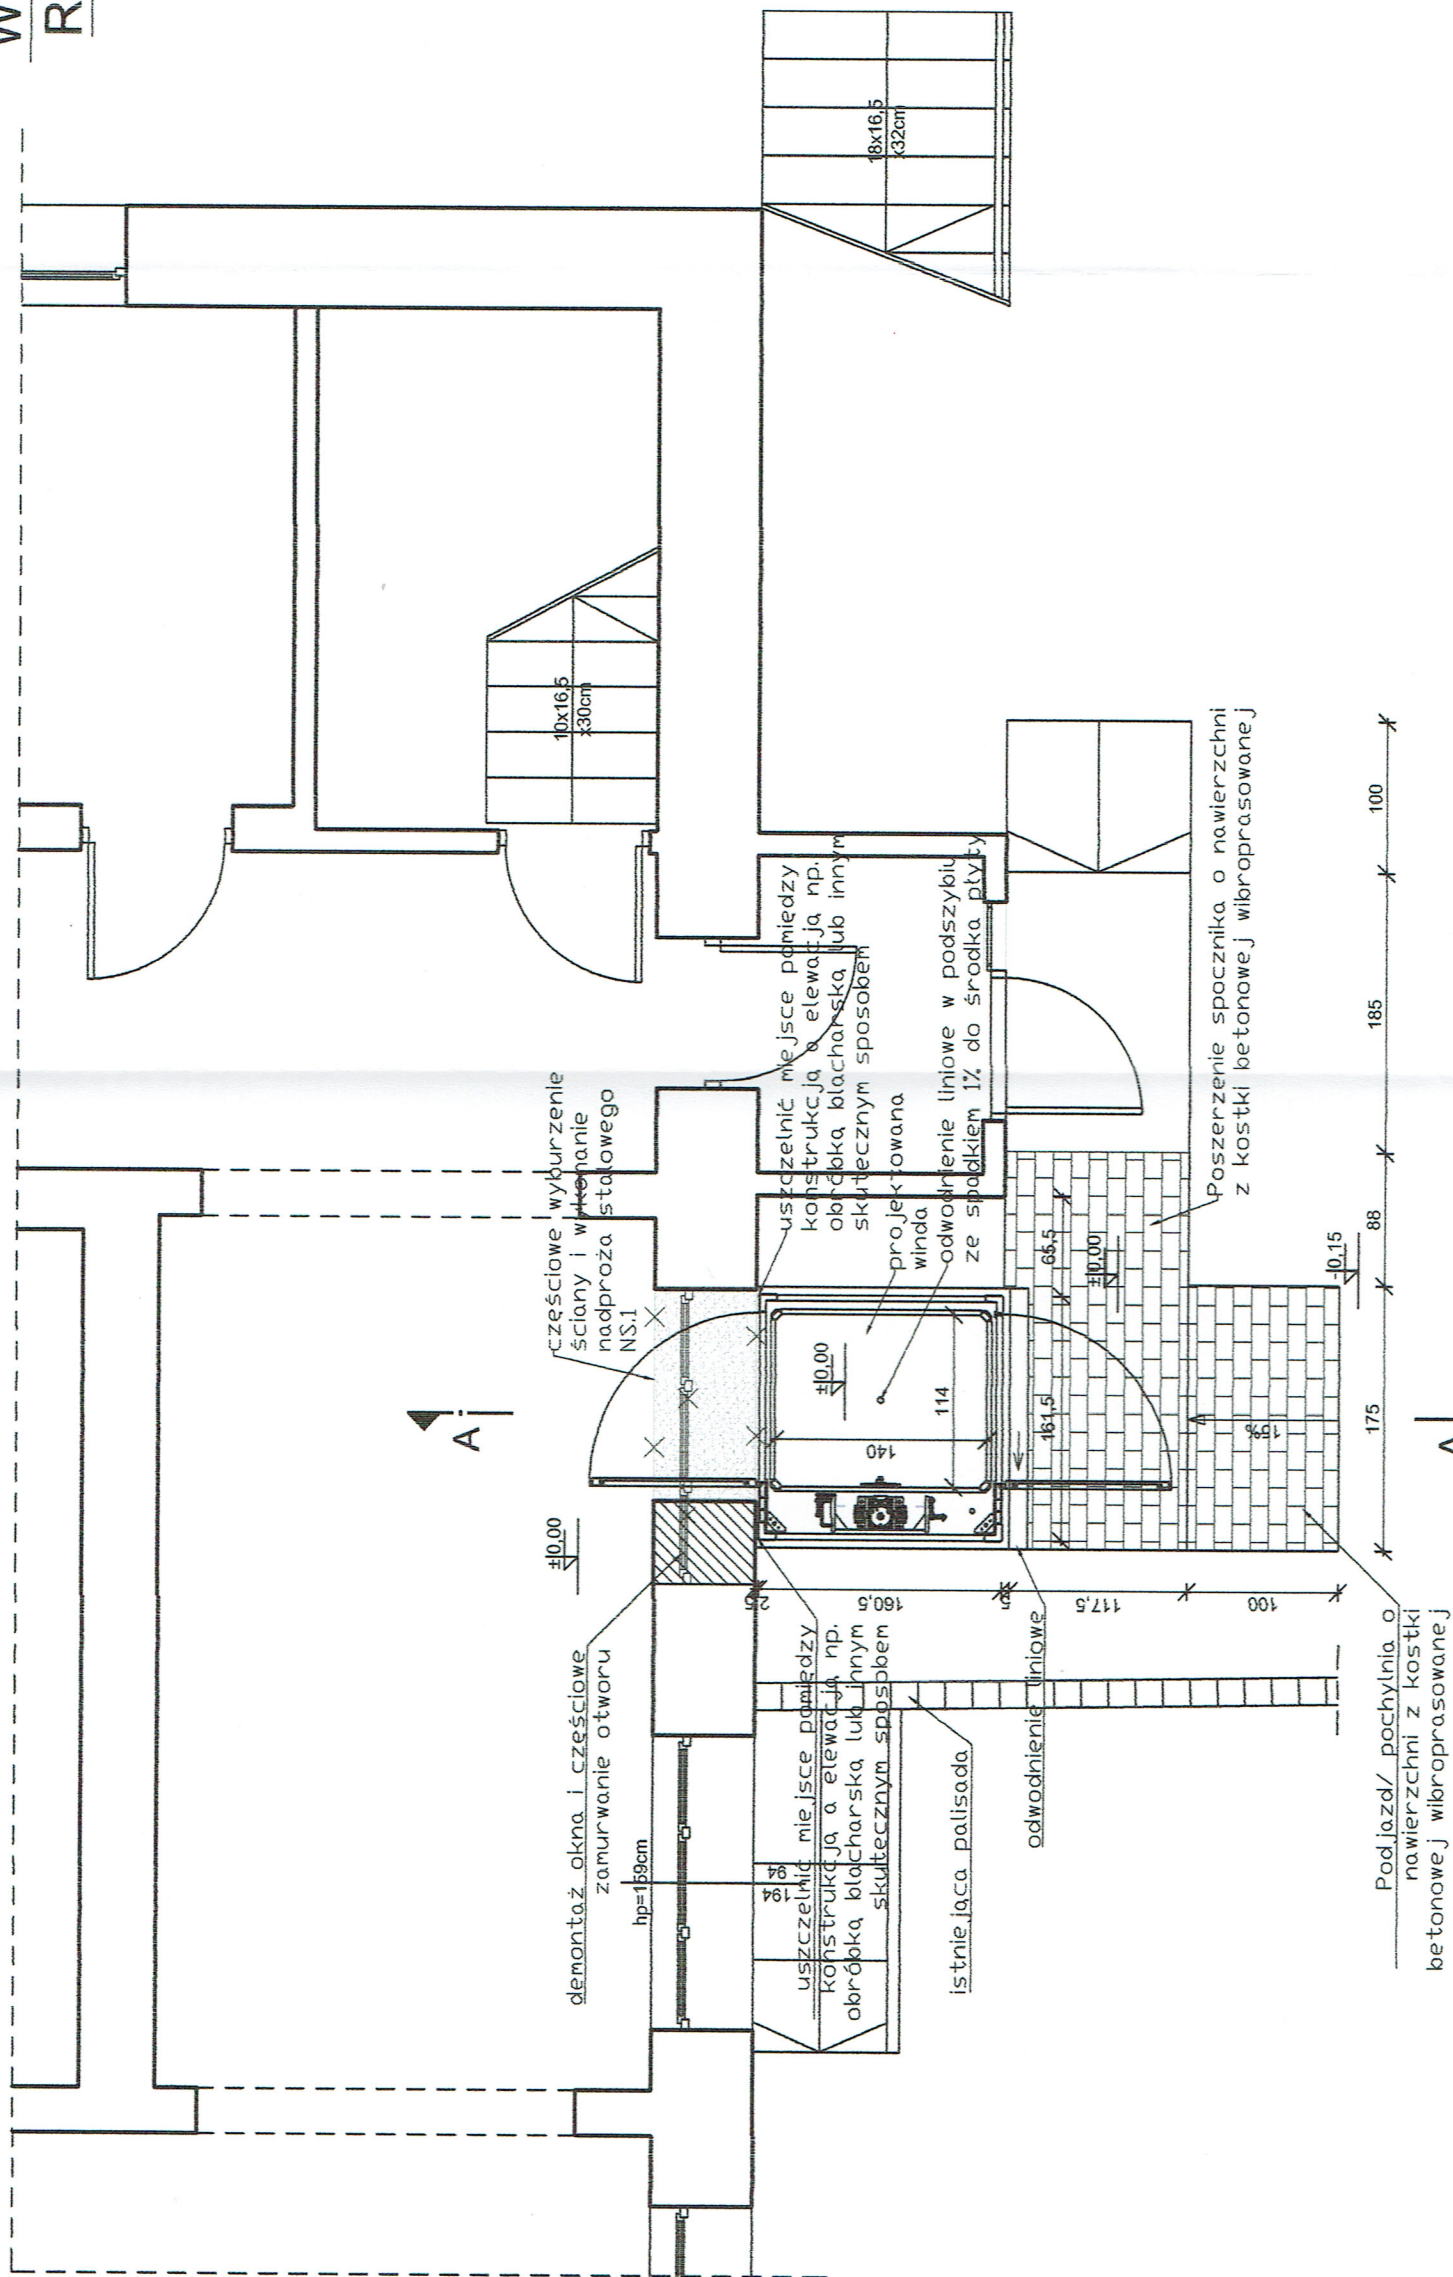 W
R
18x16,5
x32cm
10x16,5
x30cm
częściowe wyburzenie
ściany i wykonanie
nadproża stalowego
NS.1
uszczelnić miejsce pomiędzy
konstrukcją a elewacją np.
obróbką blacharską lub innym
skutecznym sposobem
projektowana
winda
odwodnienie liniowe w podszybiu
ze spadkiem 1% do środka płyty
Poszerzenie spocznika o nawierzchni
z kostki betonowej wibroprasowanej
A
±0,00
±0,00
±0,00
-0,15
114
140
65,5
161,5
15%
100
185
88
175
2,5
160,5
117,5
100
demontaż okna i częściowe
zamurwanie otworu
hp=159cm
94
194
uszczelnić miejsce pomiędzy
konstrukcją a elewacją np.
obróbką blacharską lub innym
skutecznym sposobem
istniejąca palisada
odwodnienie liniowe
Podjazd/ pochylnia o
nawierzchni z kostki
betonowej wibroprasowanej
A